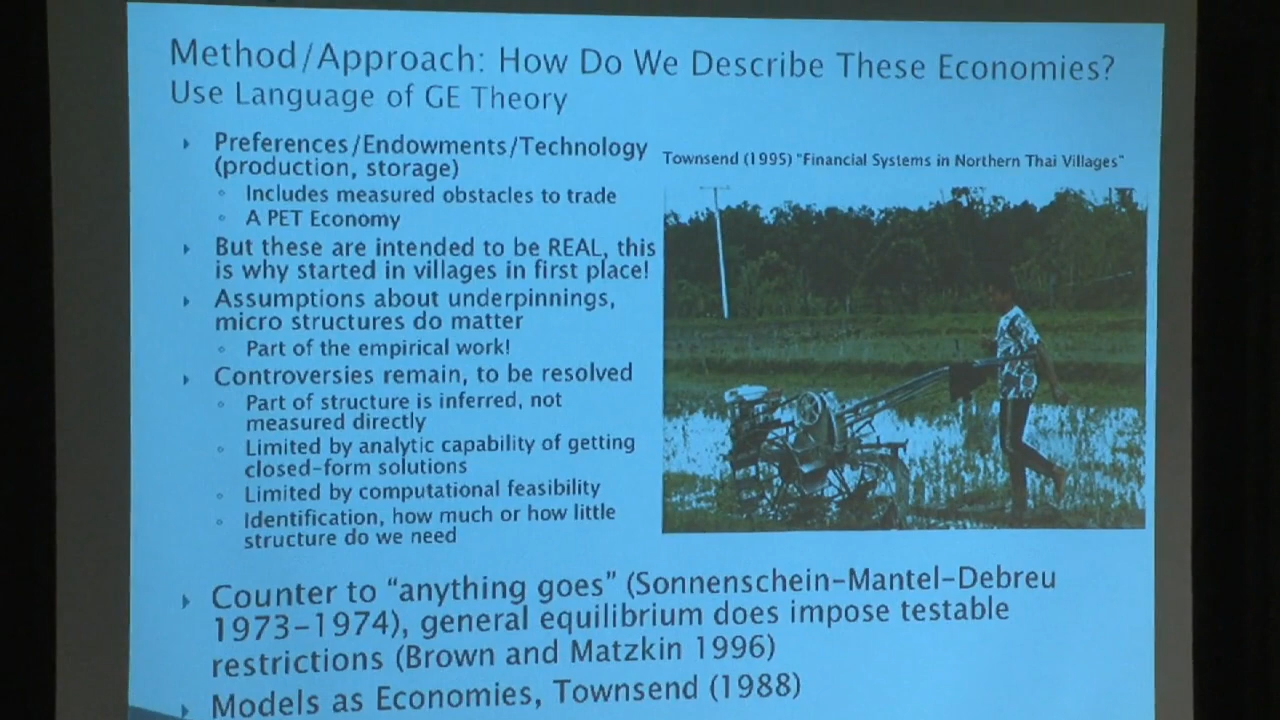 Method/Approach: How Do We Describe These Economies?
Use Language of GE Theory
Preferences/Endowments/Technology
(production, storage)
Includes measured obstacles to trade
A PET Economy
But these are intended to be REAL, this
is why started in villages in first place!
Assumptions about underpinnings,
micro structures do matter
Part of the empirical work!
Controversies remain, to be resolved
Part of structure is inferred, not
measured directly
Limited by analytic capability of getting
closed-form solutions
Limited by computational feasibility
Identification, how much or how little
structure do we need
Townsend (1995) "Financial Systems in Northern Thai Villages"
Counter to “anything goes” (Sonnenschein-Mantel-Debreu
1973-1974), general equilibrium does impose testable
restrictions (Brown and Matzkin 1996)
Models as Economies, Townsend (1988)